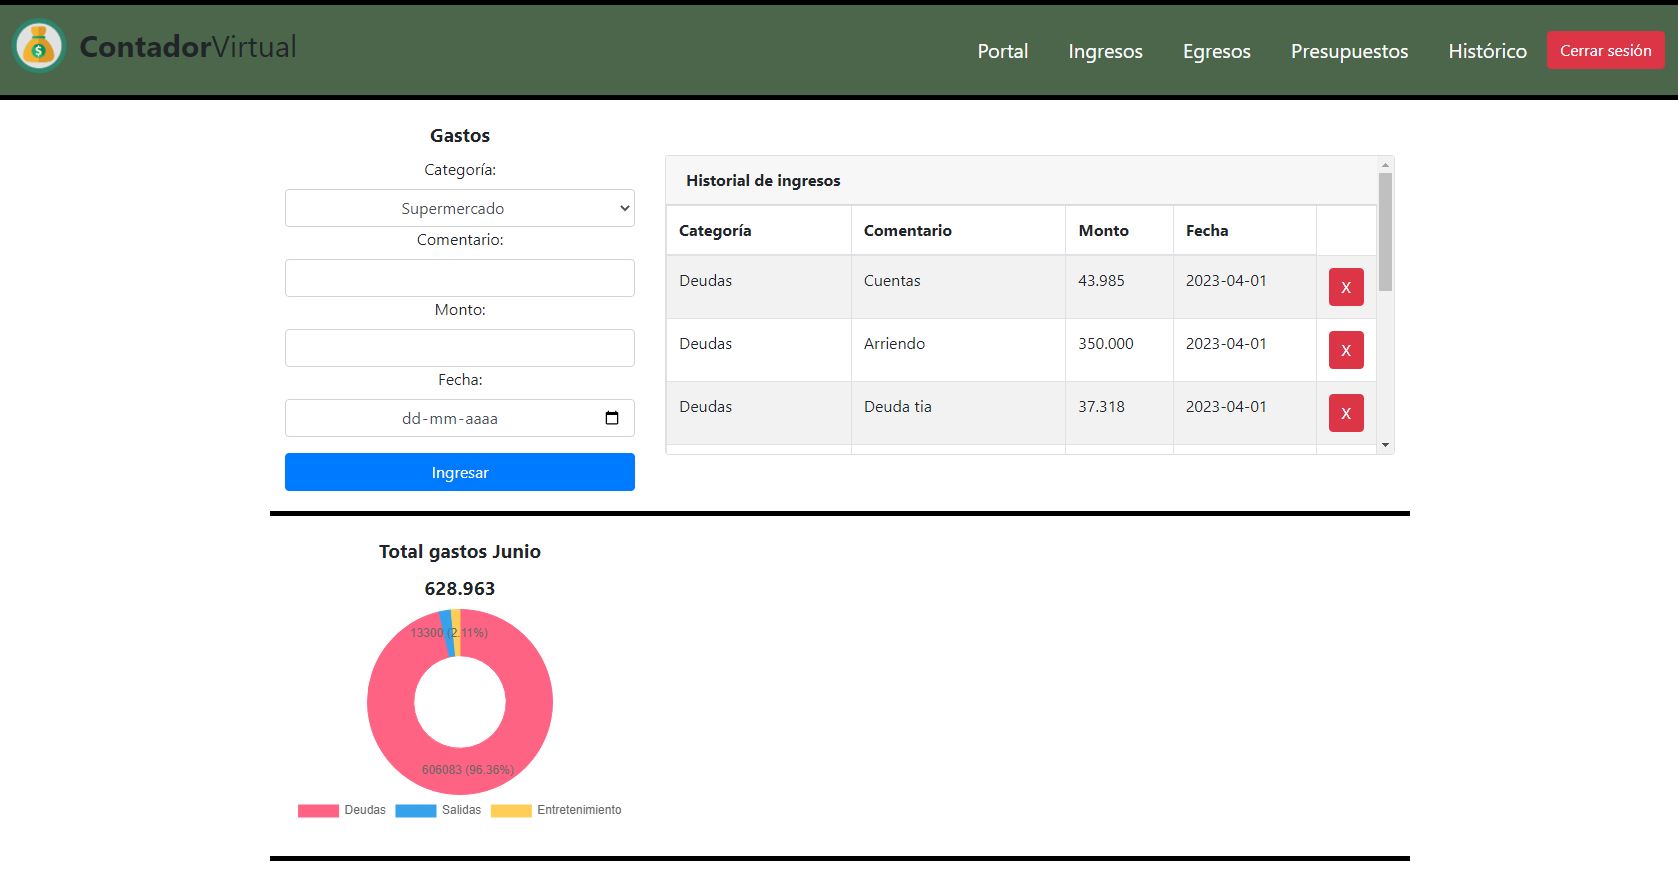 ContadorVirtual
Portal Ingresos Egresos Presupuestos Histórico Cerrar sesión
Gastos
Categoría:
Supermercado
Comentario:
Monto:
Fecha:
dd-mm-aaaa
Ingresar
Historial de ingresos
Categoría Comentario Monto Fecha
Deudas Cuentas 43.985 2023-04-01 X
Deudas Arriendo 350.000 2023-04-01 X
Deudas Deuda tia 37.318 2023-04-01 X
Total gastos Junio
628.963
13300 (2.11%)
606083 (96.36%)
Deudas Salidas Entretenimiento